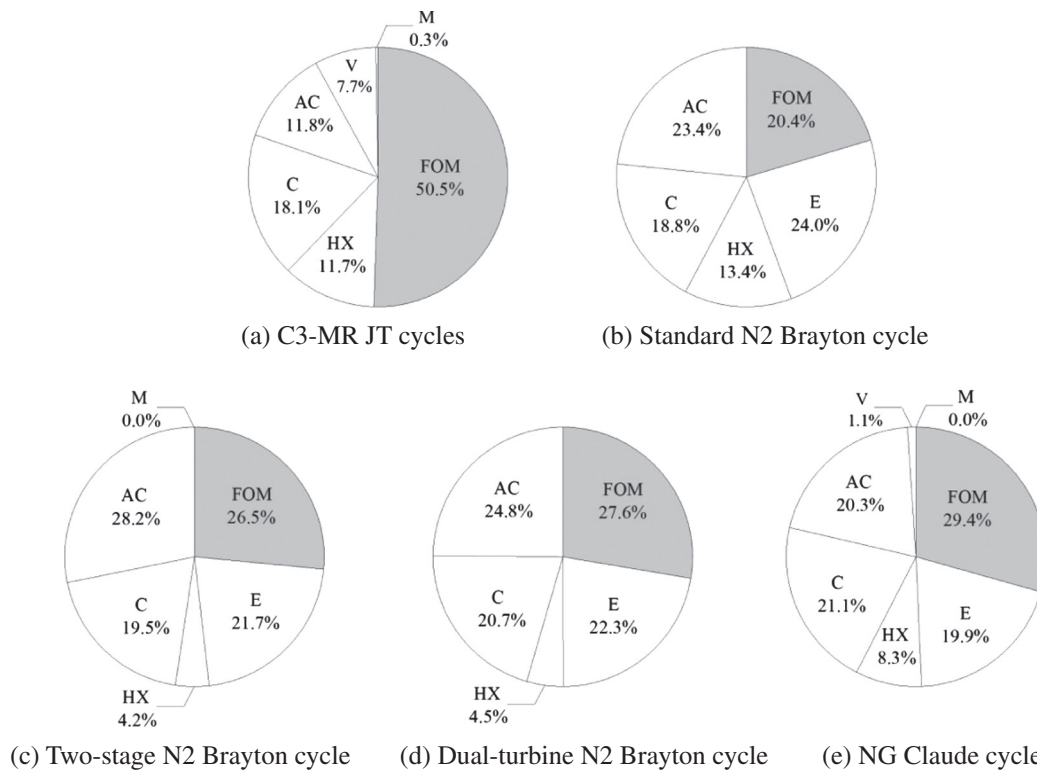 M
0.3%
V
7.7%
AC
11.8%
FOM
50.5%
C
18.1%
HX
11.7%
(a) C3-MR JT cycles
AC
23.4%
FOM
20.4%
C
18.8%
E
24.0%
HX
13.4%
(b) Standard N2 Brayton cycle
M
0.0%
AC
28.2%
FOM
26.5%
C
19.5%
E
21.7%
HX
4.2%
(c) Two-stage N2 Brayton cycle
AC
24.8%
FOM
27.6%
C
20.7%
E
22.3%
HX
4.5%
(d) Dual-turbine N2 Brayton cycle
V
1.1%
M
0.0%
AC
20.3%
FOM
29.4%
C
21.1%
E
19.9%
HX
8.3%
(e) NG Claude cycle